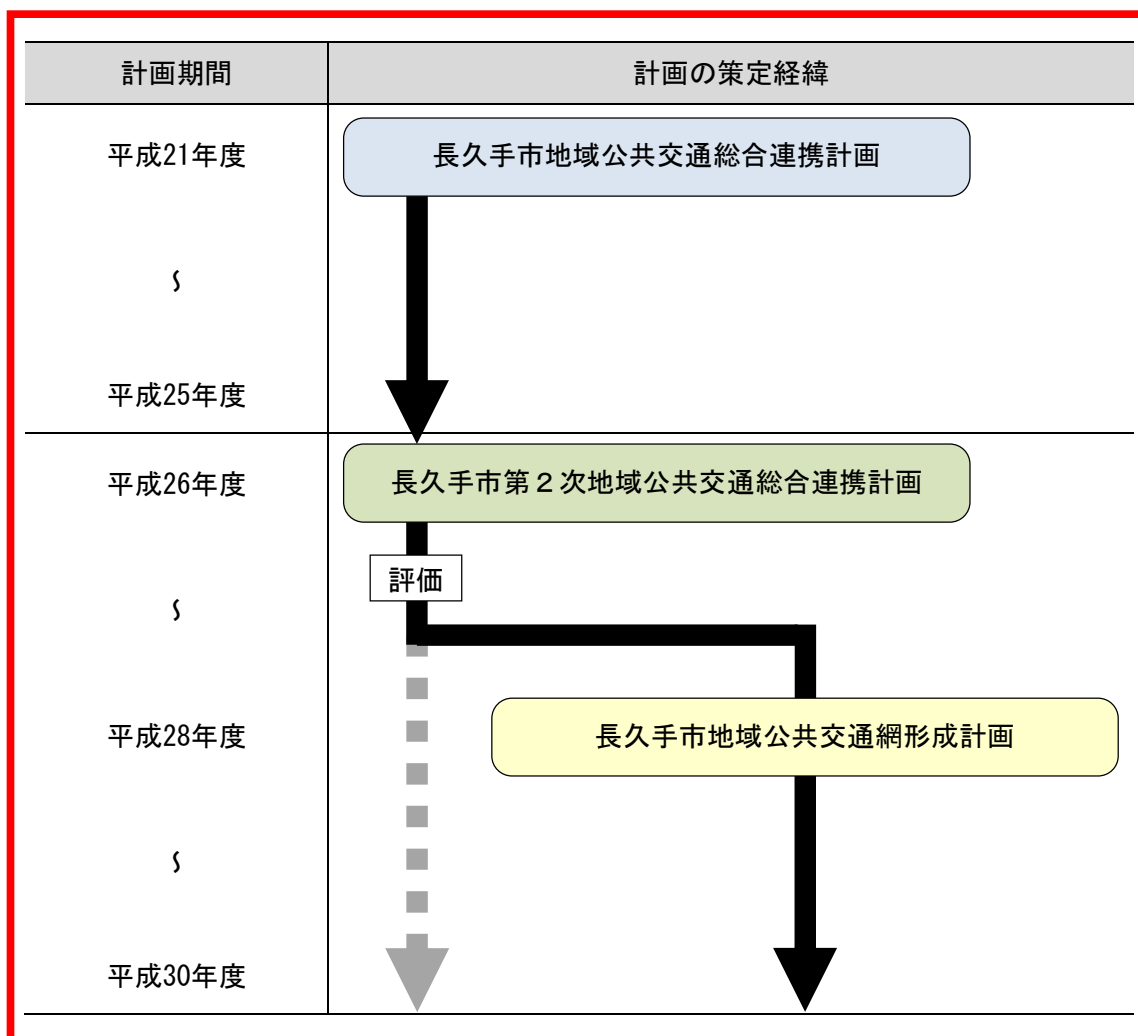 計画期間 計画の策定経緯
平成21年度 長久手市地域公共交通総合連携計画
〜
平成25年度
平成26年度 長久手市第２次地域公共交通総合連携計画
評価
〜
平成28年度 長久手市地域公共交通網形成計画
〜
平成30年度